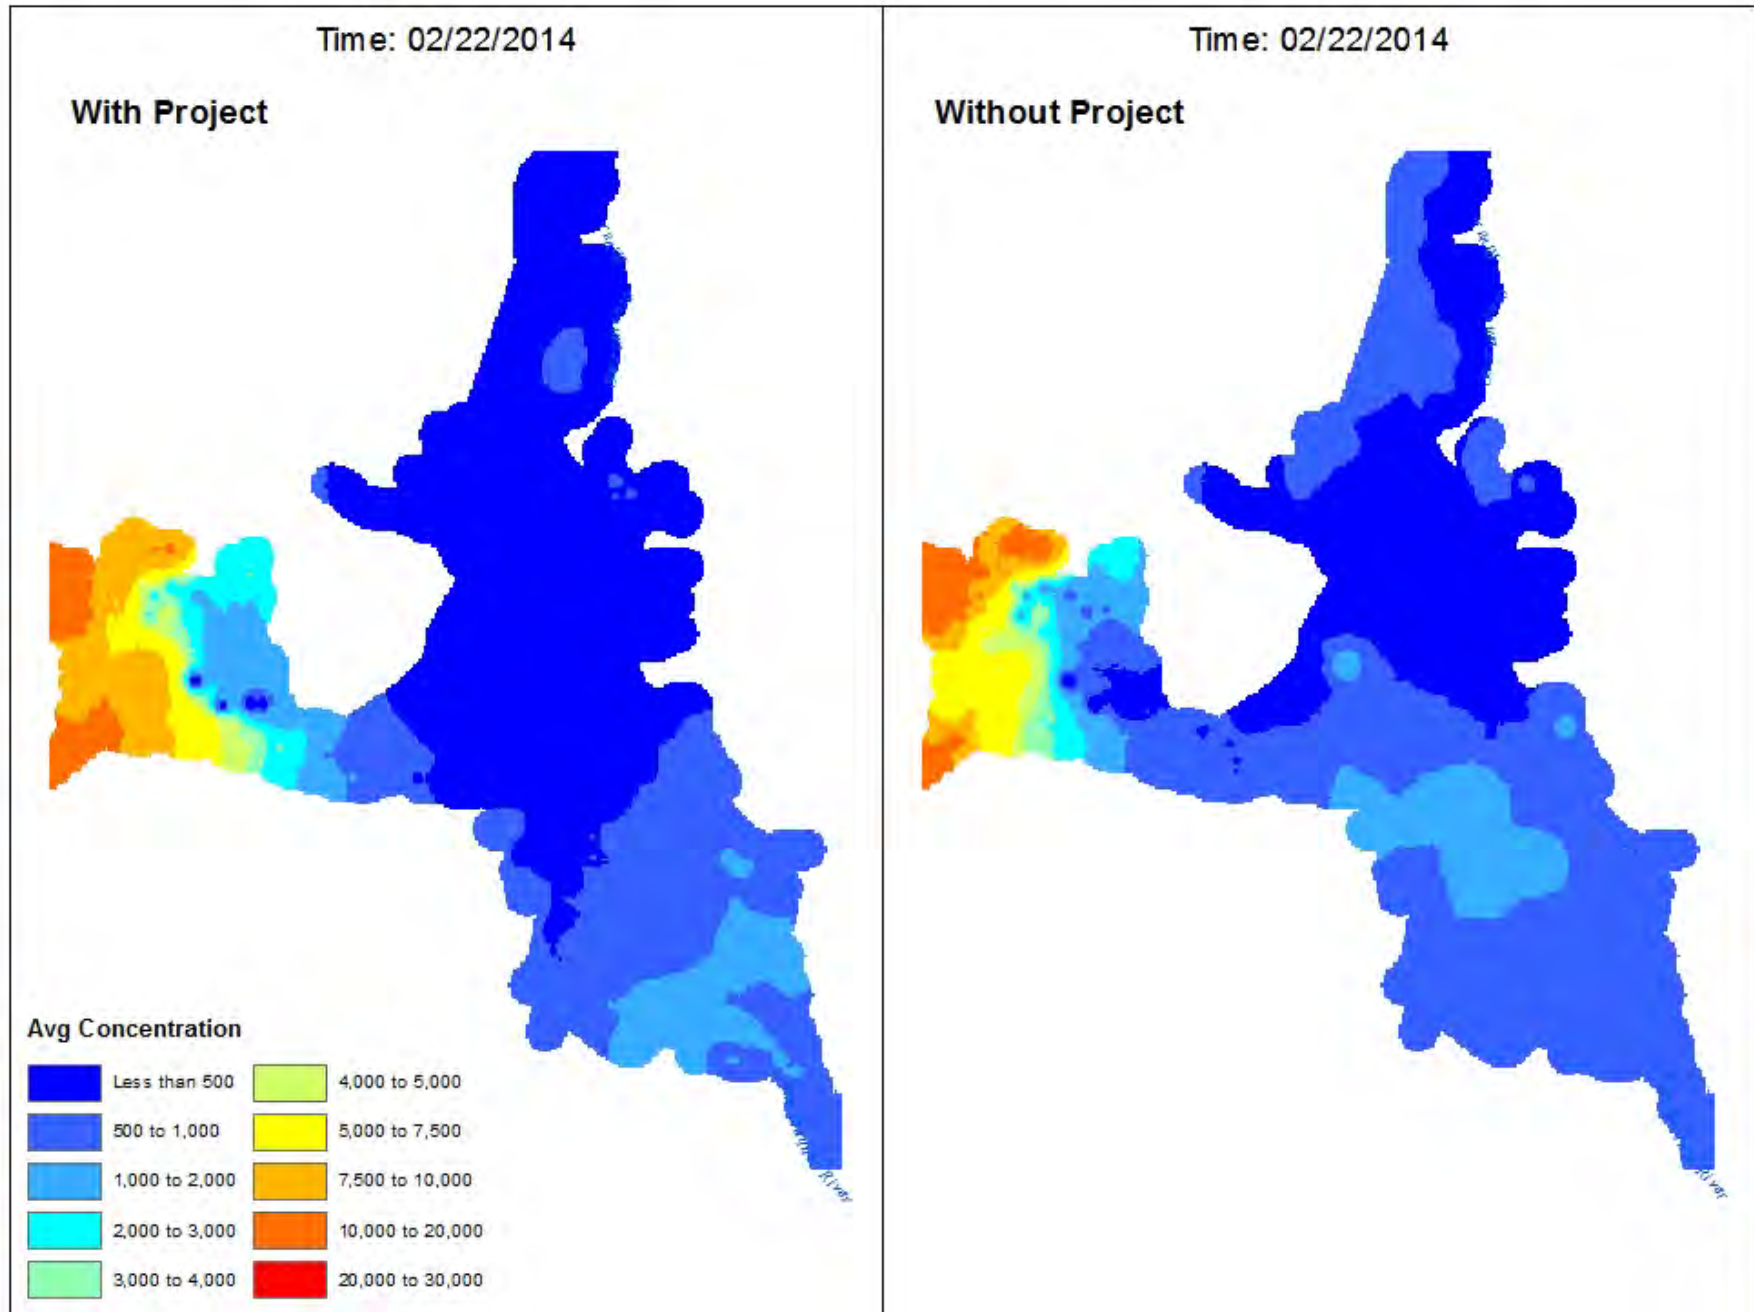 Time: 02/22/2014
With Project
Time: 02/22/2014
Without Project
Avg Concentration
Less than 500
500 to 1,000
1,000 to 2,000
2,000 to 3,000
3,000 to 4,000
4,000 to 5,000
5,000 to 7,500
7,500 to 10,000
10,000 to 20,000
20,000 to 30,000
River
River